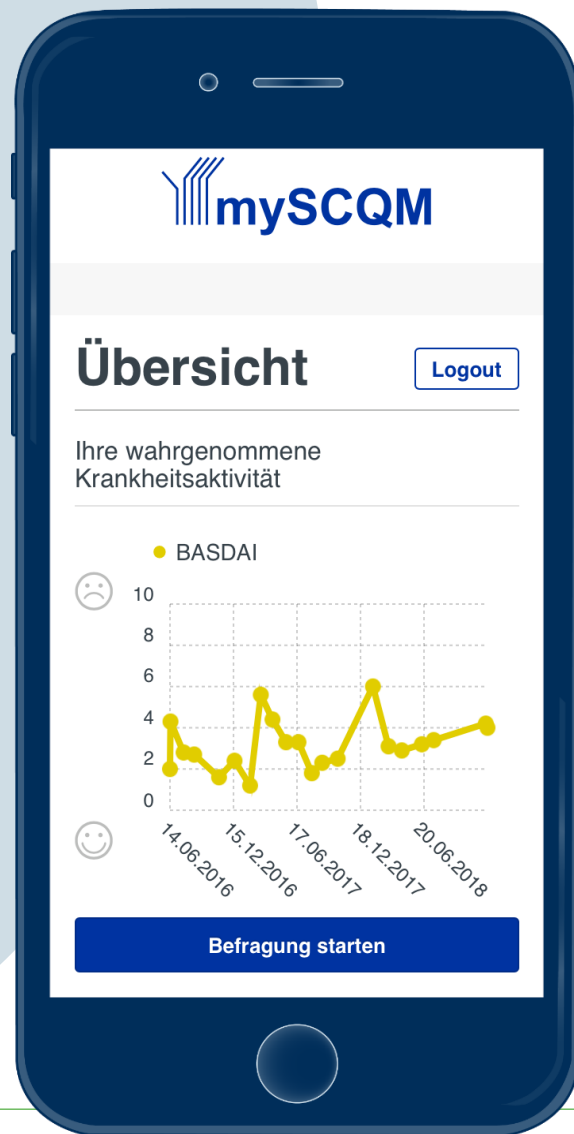 mySCQM
Übersicht
Logout
Ihre wahrgenommene
Krankheitsaktivität
BASDAI
10
8
6
4
2
0
14.06.2016
15.12.2016
17.06.2017
18.12.2017
20.06.2018
Befragung starten